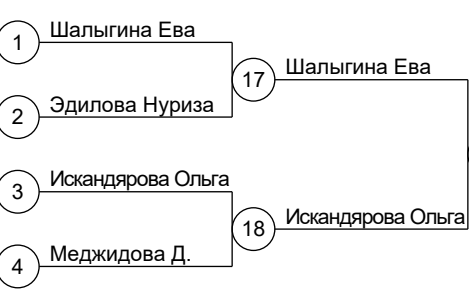 1 Шалыгина Ева
17 Шалыгина Ева
2 Эдилова Нуриза
3 Искандярова Ольга
18 Искандярова Ольга
4 Меджидова Д.